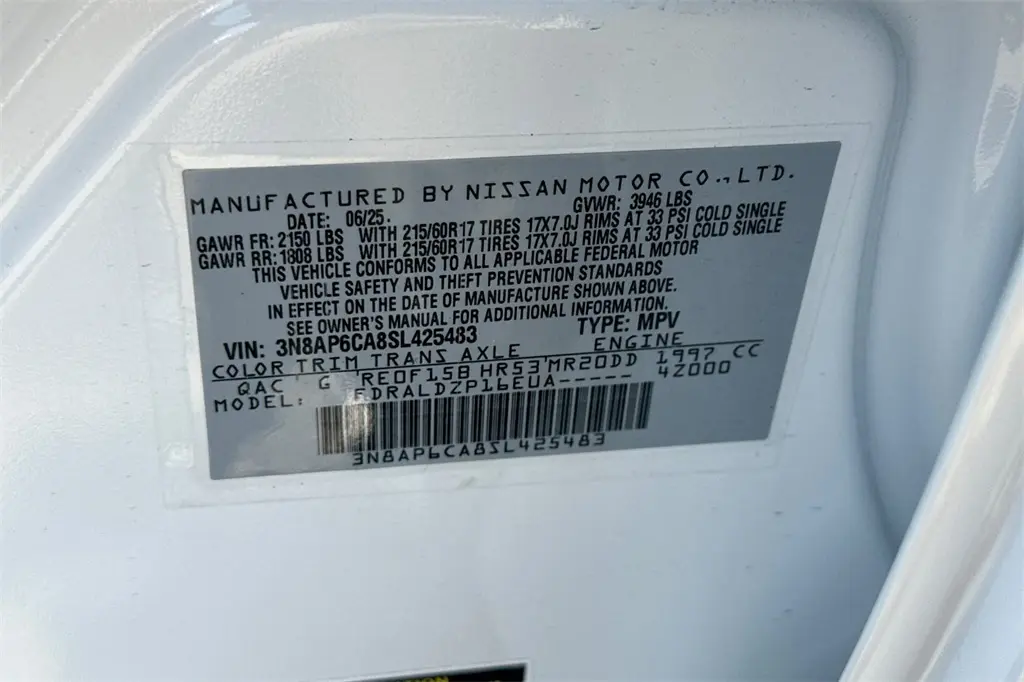 MANUFACTURED BY NISSAN MOTOR CO., LTD.
DATE: 06/25. GVWR: 3946 LBS
GAWR FR: 2150 LBS WITH 215/60R17 TIRES 17X7.0J RIMS AT 33 PSI COLD SINGLE
GAWR RR: 1808 LBS WITH 215/60R17 TIRES 17X7.0J RIMS AT 33 PSI COLD SINGLE
THIS VEHICLE CONFORMS TO ALL APPLICABLE FEDERAL MOTOR
VEHICLE SAFETY AND THEFT PREVENTION STANDARDS
IN EFFECT ON THE DATE OF MANUFACTURE SHOWN ABOVE.
SEE OWNER'S MANUAL FOR ADDITIONAL INFORMATION.
VIN: 3N8AP6CA8SL425483 TYPE: MPV
COLOR TRIM TRANS AXLE ENGINE
QAC G RE0F15B HR53 MR20DD 1997 CC
MODEL: FDRALDZP16EUA----- 4Z000
3N8AP6CA8SL425483